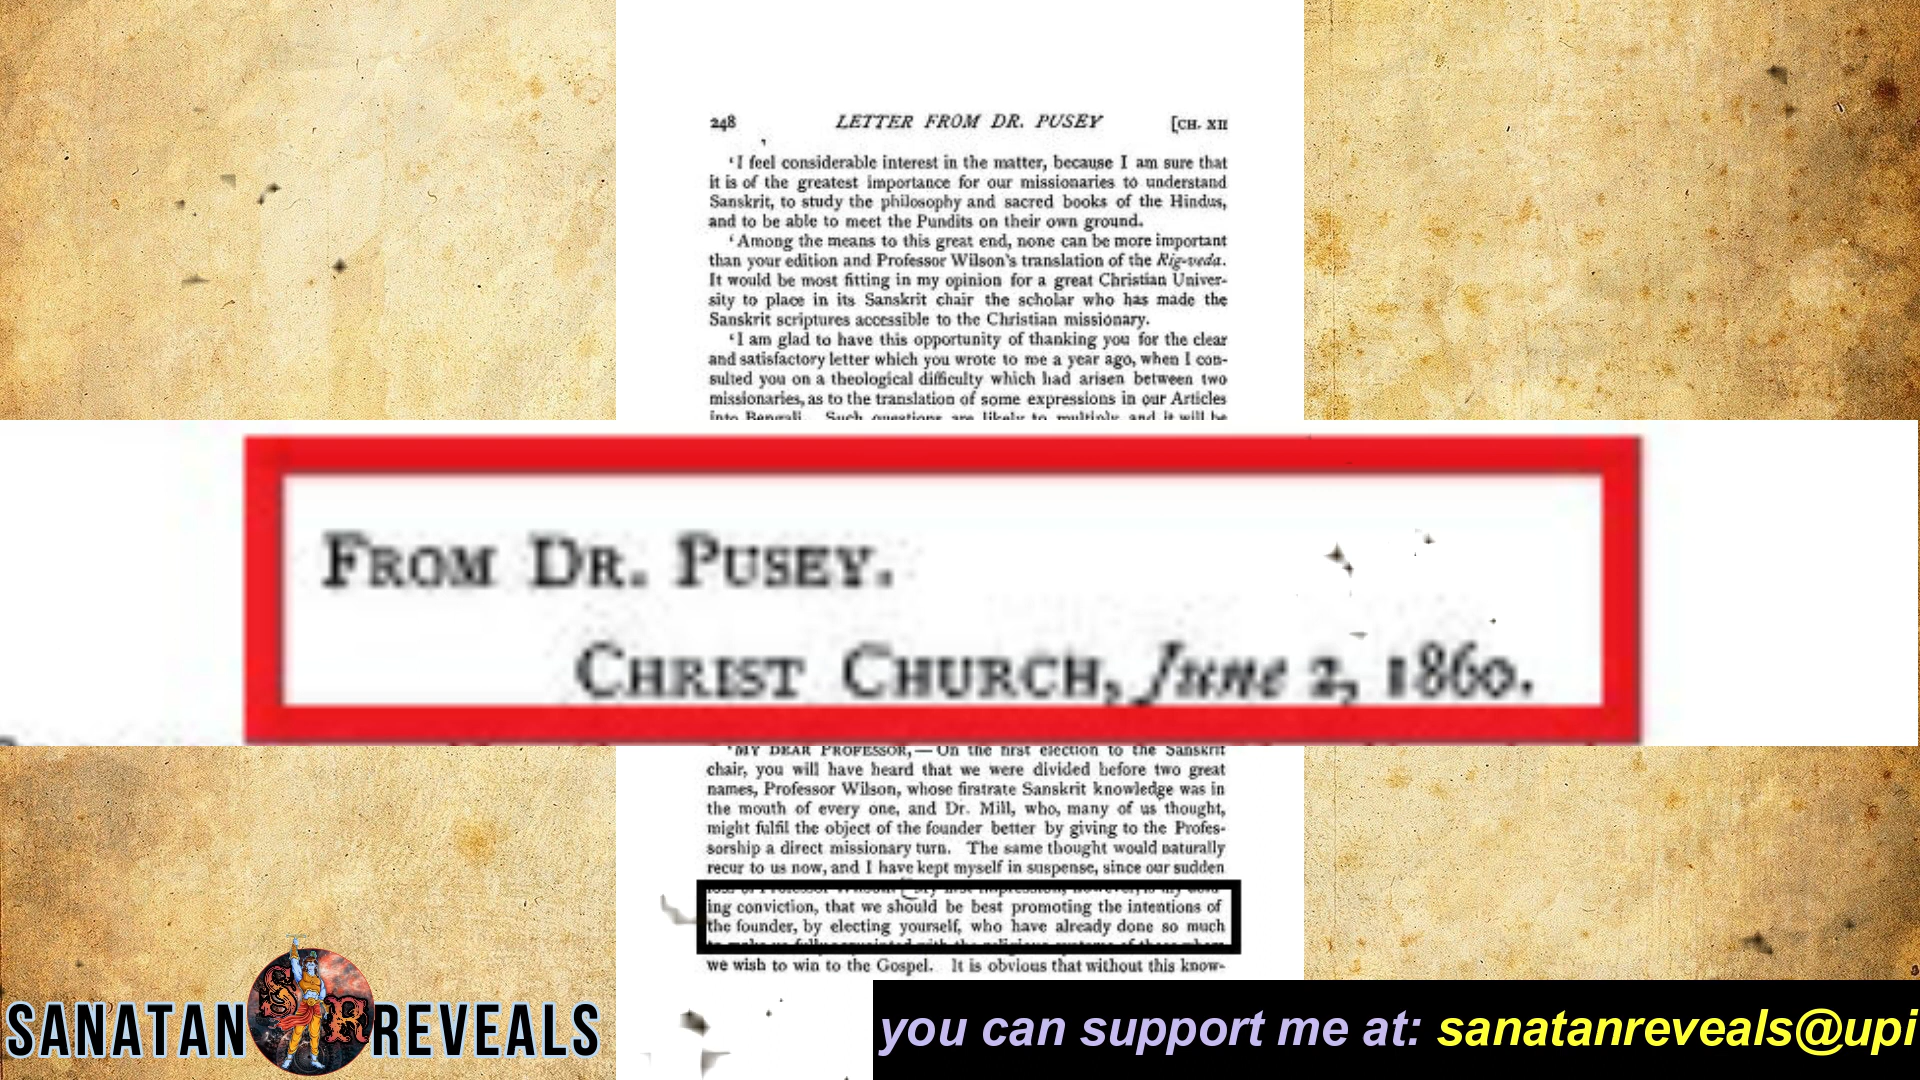 248 LETTER FROM DR. PUSEY [CH. XII
'I feel considerable interest in the matter, because I am sure that
it is of the greatest importance for our missionaries to understand
Sanskrit, to study the philosophy and sacred books of the Hindus,
and to be able to meet the Pundits on their own ground.
'Among the means to this great end, none can be more important
than your edition and Professor Wilson's translation of the Rig-veda.
It would be most fitting in my opinion for a great Christian Univer-
sity to place in its Sanskrit chair the scholar who has made the
Sanskrit scriptures accessible to the Christian missionary.
'I am glad to have this opportunity of thanking you for the clear
and satisfactory letter which you wrote to me a year ago, when I con-
sulted you on a theological difficulty which had arisen between two
missionaries, as to the translation of some expressions in our Articles
into Bengali. Such questions are likely to multiply, and it will be
FROM DR. PUSEY.
CHRIST CHURCH, June 2, 1860.
'MY DEAR PROFESSOR,—On the first election to the Sanskrit
chair, you will have heard that we were divided before two great
names, Professor Wilson, whose firstrate Sanskrit knowledge was in
the mouth of every one, and Dr. Mill, who, many of us thought,
might fulfil the object of the founder better by giving to the Profes-
sorship a direct missionary turn. The same thought would naturally
recur to us now, and I have kept myself in suspense, since our sudden
ing conviction, that we should be best promoting the intentions of
the founder, by electing yourself, who have already done so much
we wish to win to the Gospel. It is obvious that without this know-
SANATAN SR REVEALS
you can support me at: sanatanreveals@upi